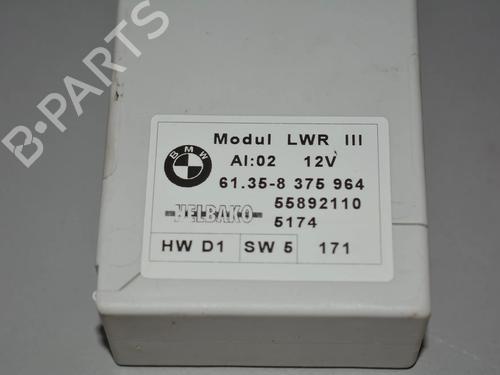 B-PARTS
BMW
Modul LWR III
AI:02 12V
61.35-8 375 964
55892110
HELBAKO 5174
HW D1 SW 5 171